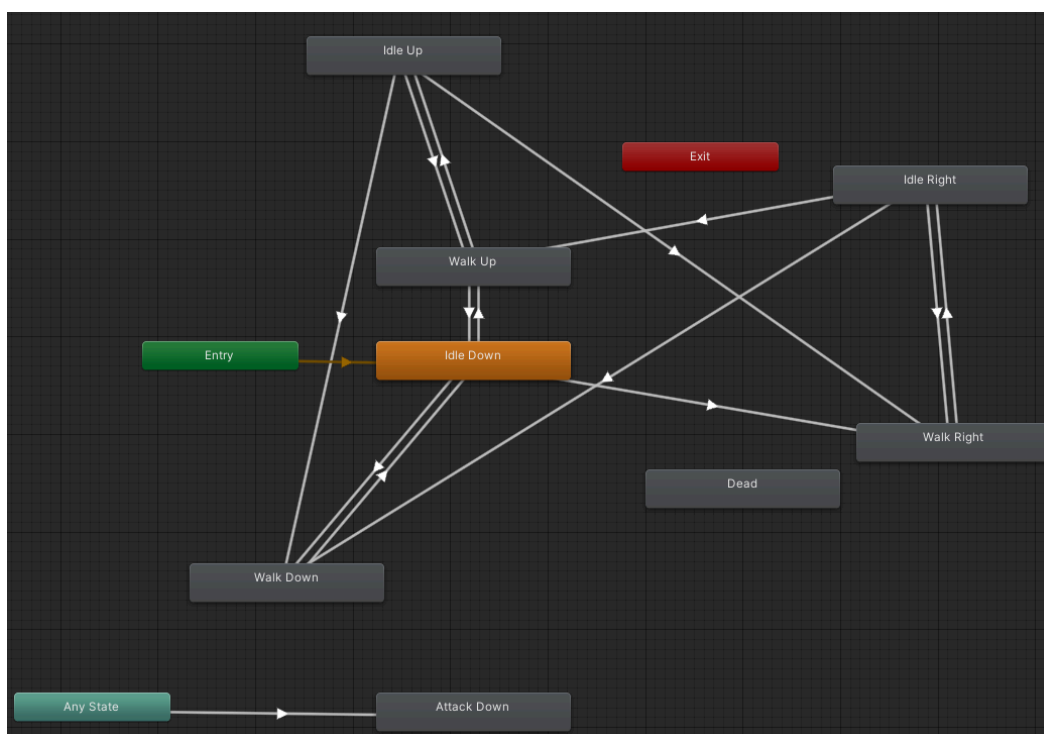 Idle Up
Exit
Idle Right
Walk Up
Entry
Idle Down
Walk Right
Dead
Walk Down
Any State
Attack Down